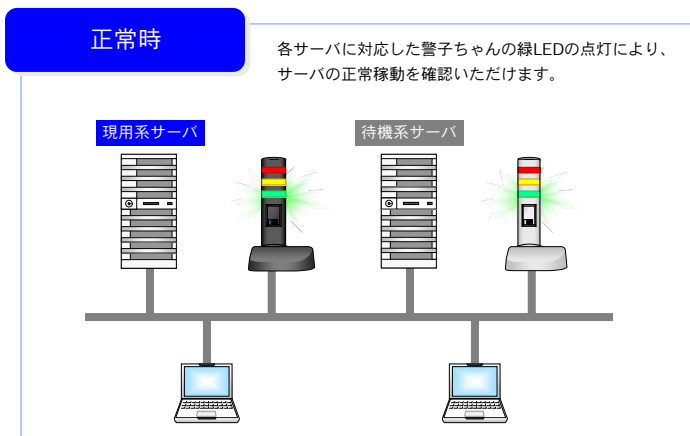 正常時
各サーバに対応した警子ちゃんの緑LEDの点灯により、
サーバの正常稼動を確認いただけます。
現用系サーバ
待機系サーバ